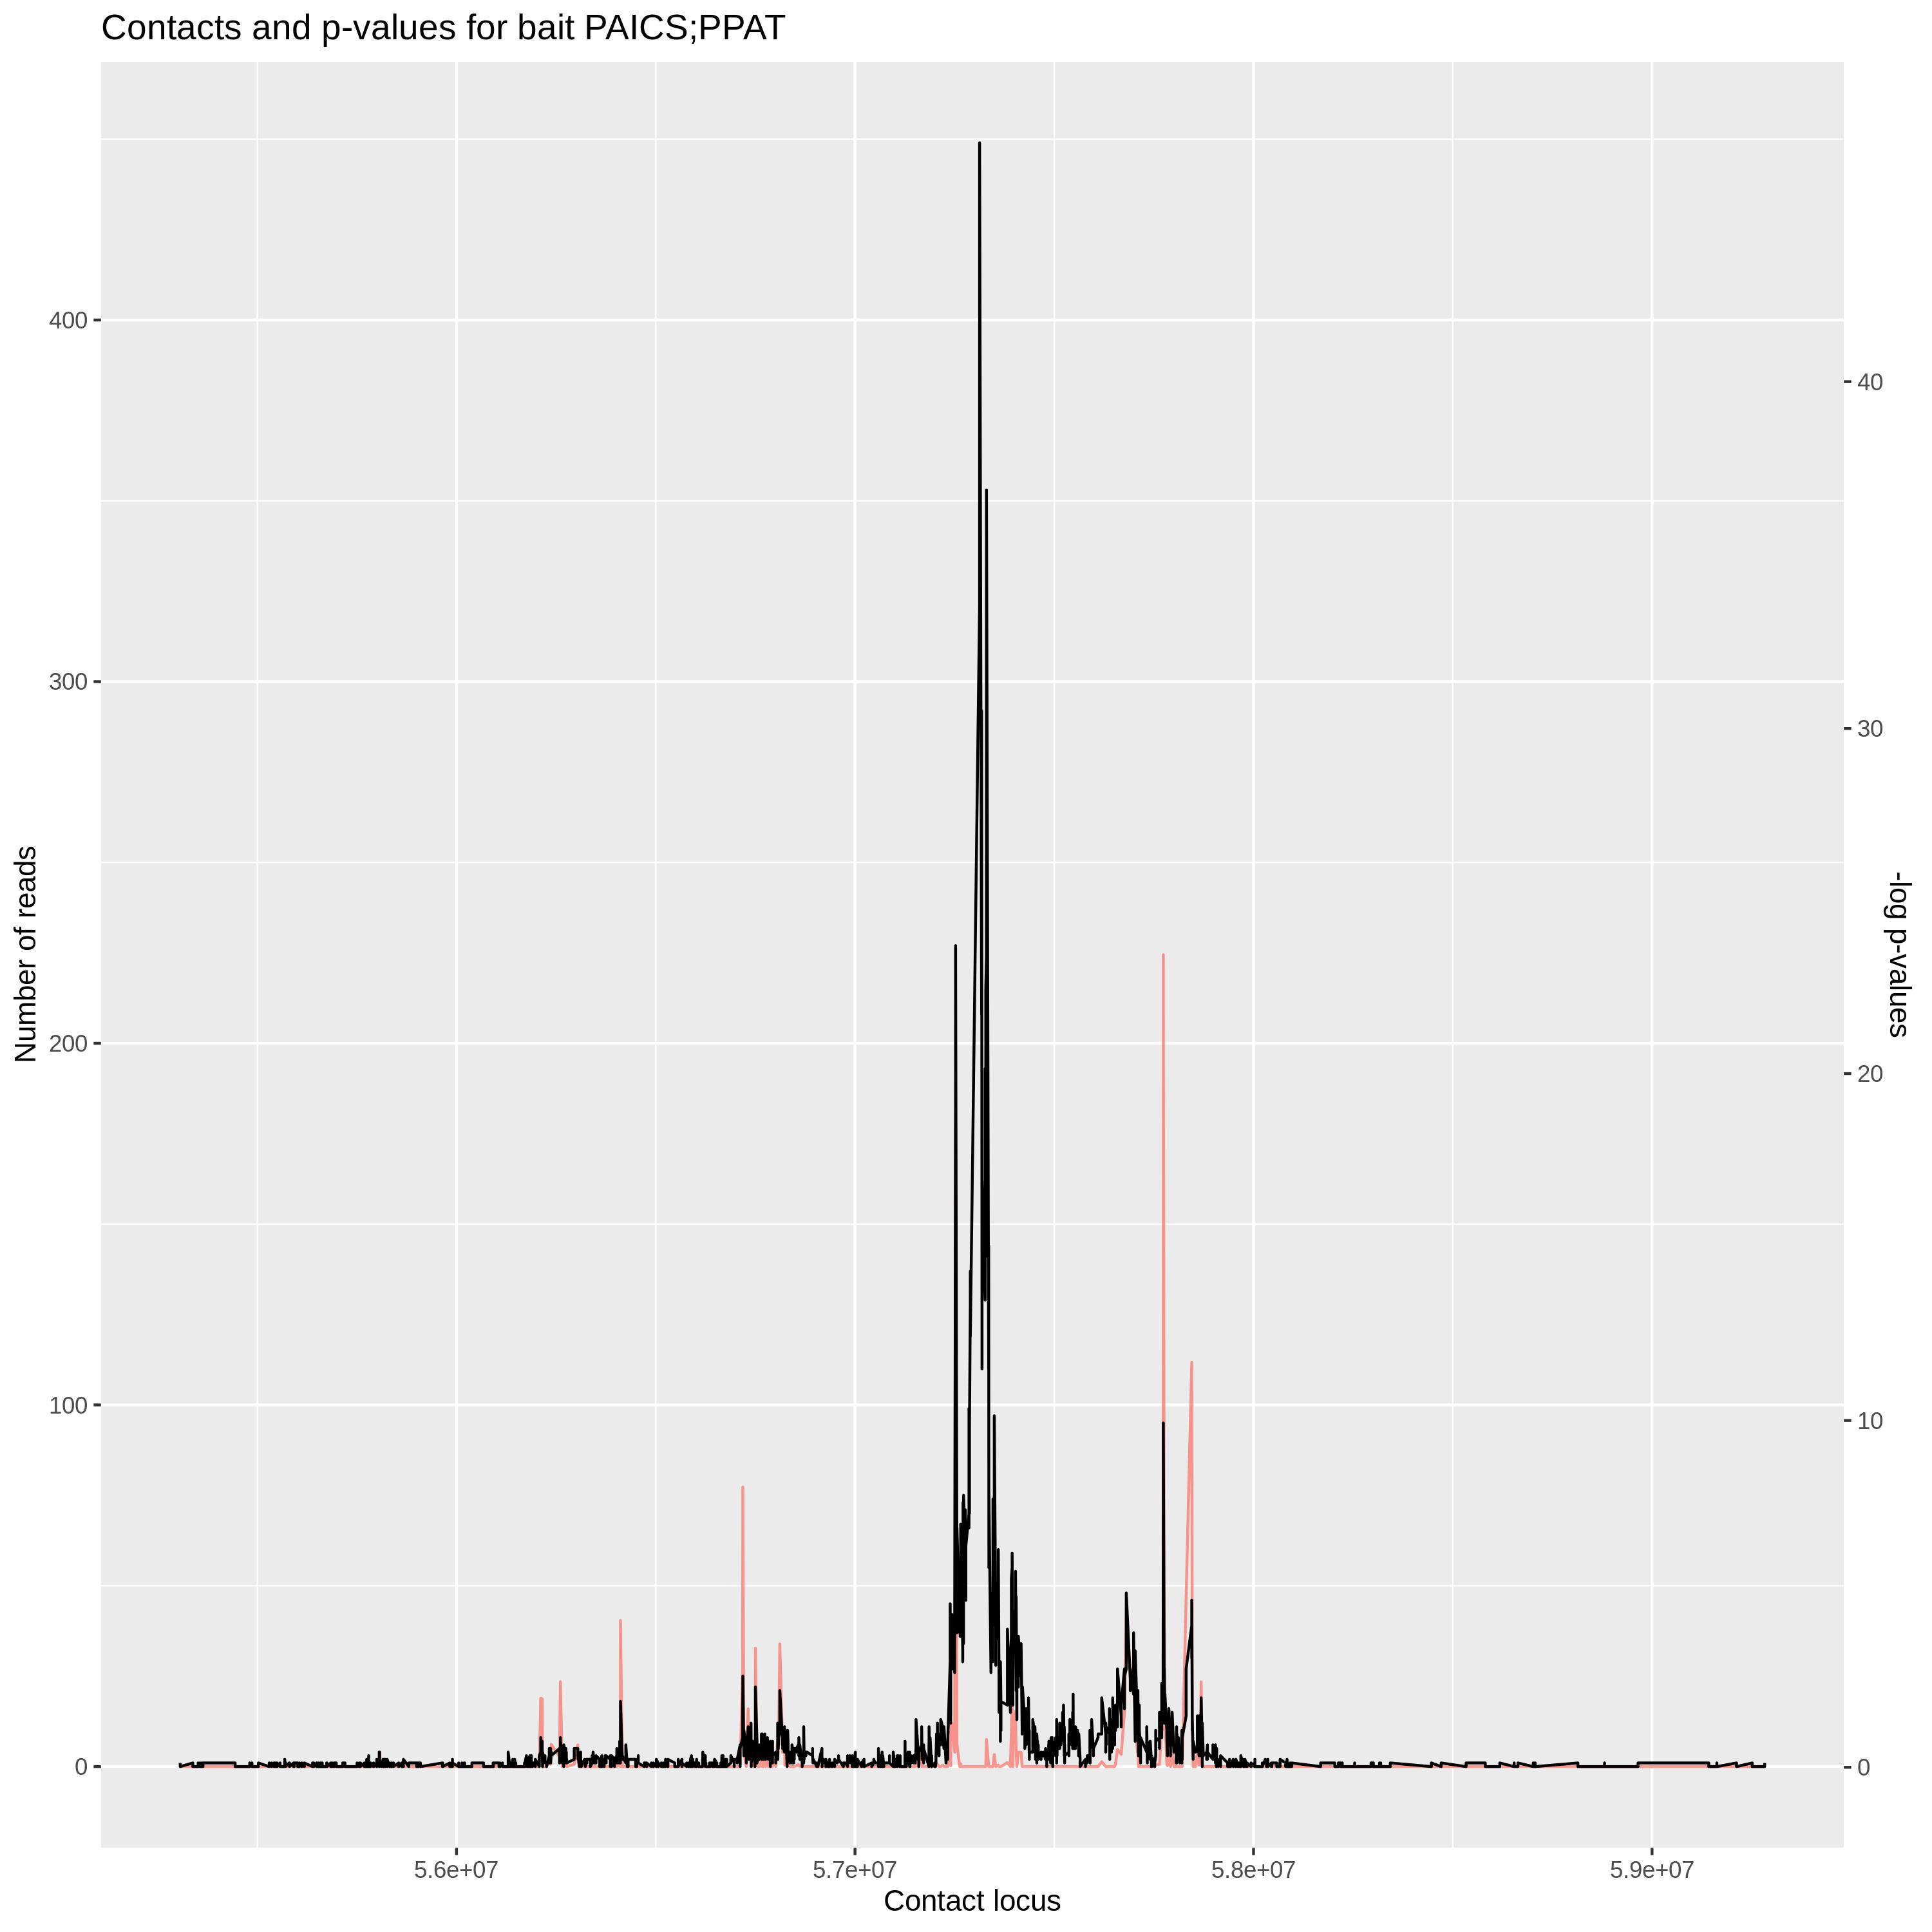 Contacts and p-values for bait PAICS;PPAT
400
300
200
100
0
Number of reads
40
30
20
10
0
-log p-values
5.6e+07
5.7e+07
5.8e+07
5.9e+07
Contact locus